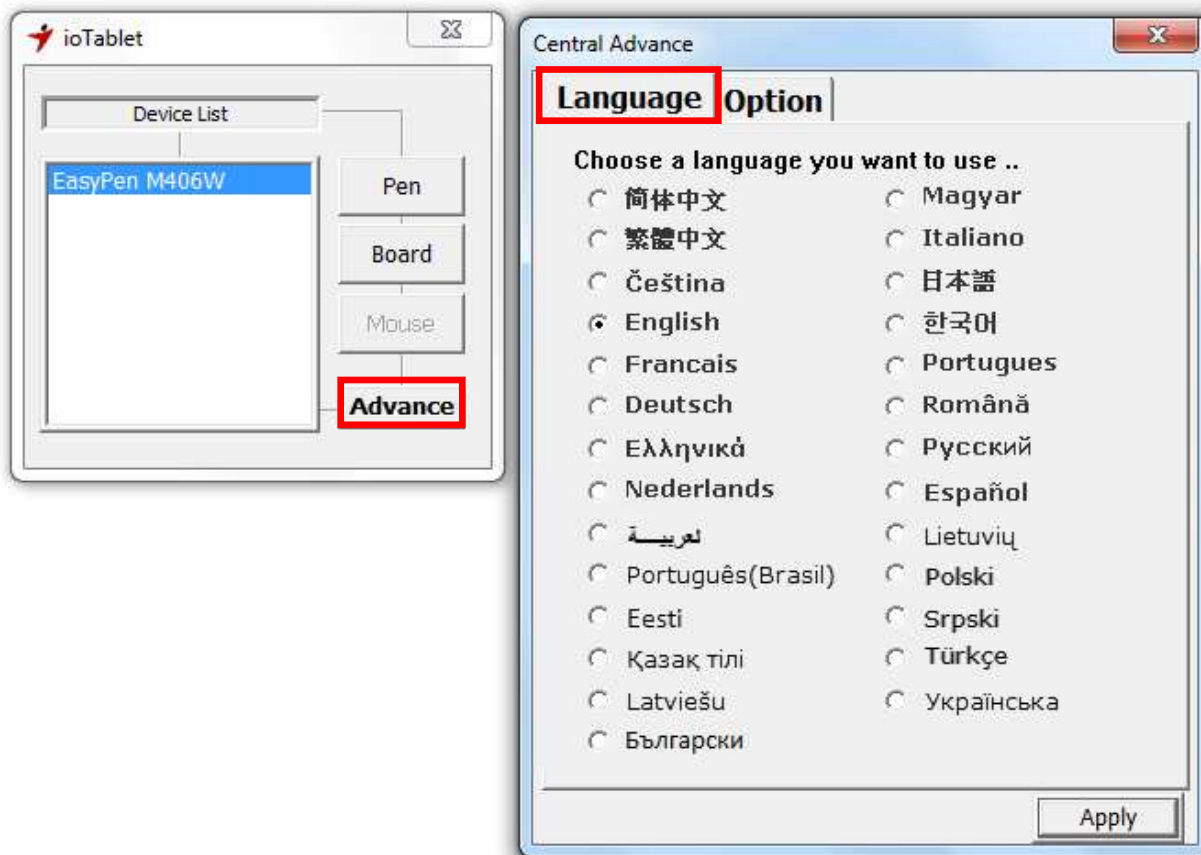 ioTablet
Device List
EasyPen M406W
Pen
Board
Mouse
Advance
Central Advance
Language
Option
Choose a language you want to use ..
简体中文
Magyar
繁體中文
Italiano
Čeština
日本語
English
한국어
Francais
Portugues
Deutsch
Română
Ελληνικά
Русский
Nederlands
Español
لعربيــة
Lietuvių
Português(Brasil)
Polski
Eesti
Srpski
Қазақ тілі
Türkçe
Latviešu
Українська
Български
Apply